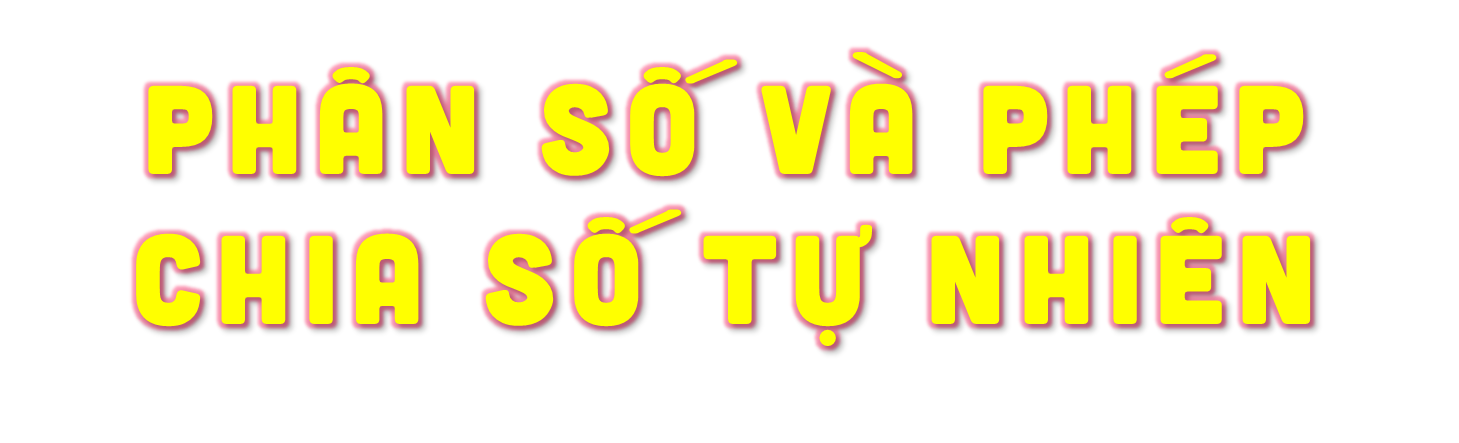 PHÂN SỐ VÀ PHÉP
CHIA SỐ TỰ NHIÊN